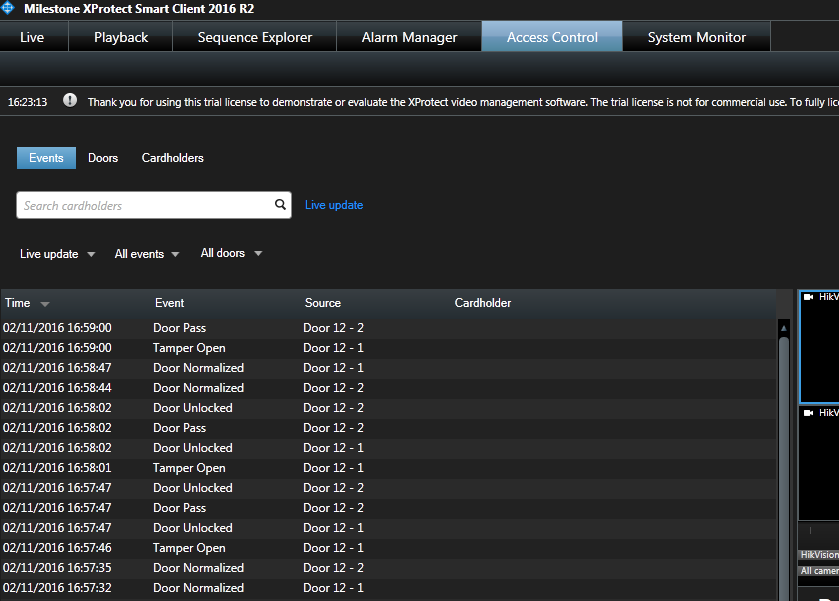 Milestone XProtect Smart Client 2016 R2
Live Playback Sequence Explorer Alarm Manager Access Control System Monitor
16:23:13 Thank you for using this trial license to demonstrate or evaluate the XProtect video management software. The trial license is not for commercial use. To fully lic
Events Doors Cardholders
Search cardholders Live update
Live update All events All doors
Time Event Source Cardholder
HikV
02/11/2016 16:59:00 Door Pass Door 12 - 2
02/11/2016 16:59:00 Tamper Open Door 12 - 1
02/11/2016 16:58:47 Door Normalized Door 12 - 1
02/11/2016 16:58:44 Door Normalized Door 12 - 2
02/11/2016 16:58:02 Door Unlocked Door 12 - 2
HikV
02/11/2016 16:58:02 Door Pass Door 12 - 2
02/11/2016 16:58:02 Door Unlocked Door 12 - 1
02/11/2016 16:58:01 Tamper Open Door 12 - 1
02/11/2016 16:57:47 Door Unlocked Door 12 - 2
02/11/2016 16:57:47 Door Pass Door 12 - 2
02/11/2016 16:57:47 Door Unlocked Door 12 - 1
02/11/2016 16:57:46 Tamper Open Door 12 - 1
HikVision
02/11/2016 16:57:35 Door Normalized Door 12 - 2
All camer
02/11/2016 16:57:32 Door Normalized Door 12 - 1